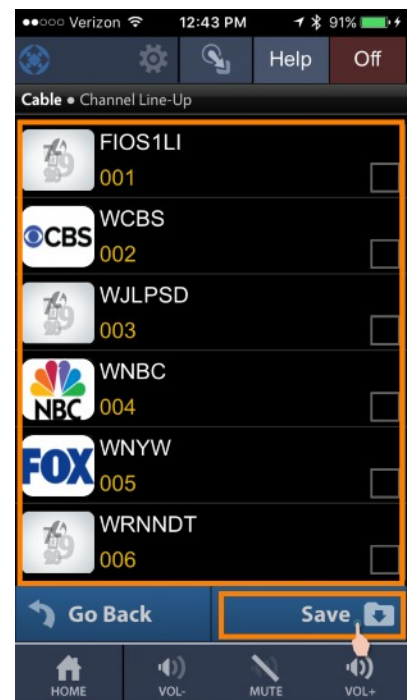 ●●○○○ Verizon 12:43 PM 91%
Help Off
Cable ● Channel Line-Up
FIOS1LI
001
CBS
WCBS
002
WJLPSD
003
NBC
WNBC
004
FOX
WNYW
005
WRNNDT
006
Go Back Save
HOME VOL- MUTE VOL+